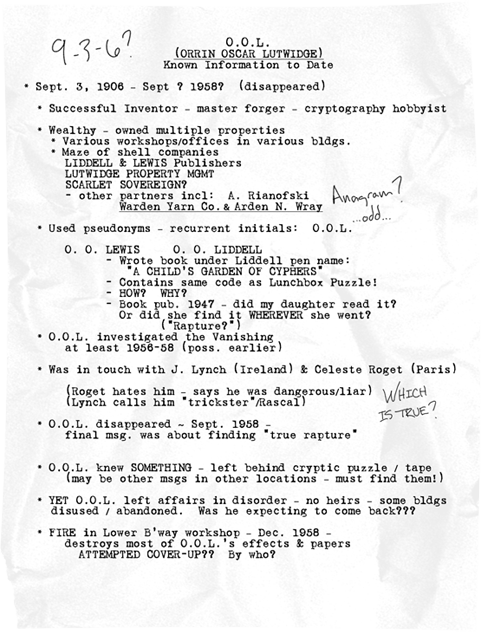 9-3-6?
O.O.L.
(ORRIN OSCAR LUTWIDGE)
Known Information to Date
* Sept. 3, 1906 - Sept ? 1958? (disappeared)
* Successful Inventor - master forger - cryptography hobbyist
* Wealthy - owned multiple properties
* Various workshops/offices in various bldgs.
* Maze of shell companies
LIDDELL & LEWIS Publishers
LUTWIDGE PROPERTY MGMT
SCARLET SOVEREIGN?
- other partners incl: A. Rianofski
Warden Yarn Co. & Arden N. Wray
Anagram?
...odd...
* Used pseudonyms - recurrent initials: O.O.L.
O. O. LEWIS O. O. LIDDELL
- Wrote book under Liddell pen name:
"A CHILD'S GARDEN OF CYPHERS"
- Contains same code as Lunchbox Puzzle!
- HOW? WHY?
- Book pub. 1947 - did my daughter read it?
Or did she find it WHEREVER she went?
("Rapture?")
* O.O.L. investigated the Vanishing
at least 1956-58 (poss. earlier)
* Was in touch with J. Lynch (Ireland) & Celeste Roget (Paris)
(Roget hates him - says he was dangerous/liar)
(Lynch calls him "trickster"/Rascal)
WHICH
IS TRUE?
* O.O.L. disappeared ~ Sept. 1958 -
final msg. was about finding "true rapture"
* O.O.L. knew SOMETHING - left behind cryptic puzzle / tape
(may be other msgs in other locations - must find them!)
* YET O.O.L. left affairs in disorder - no heirs - some bldgs
disused / abandoned. Was he expecting to come back???
* FIRE in Lower B'way workshop - Dec. 1958 -
destroys most of O.O.L.'s effects & papers
ATTEMPTED COVER-UP?? By who?